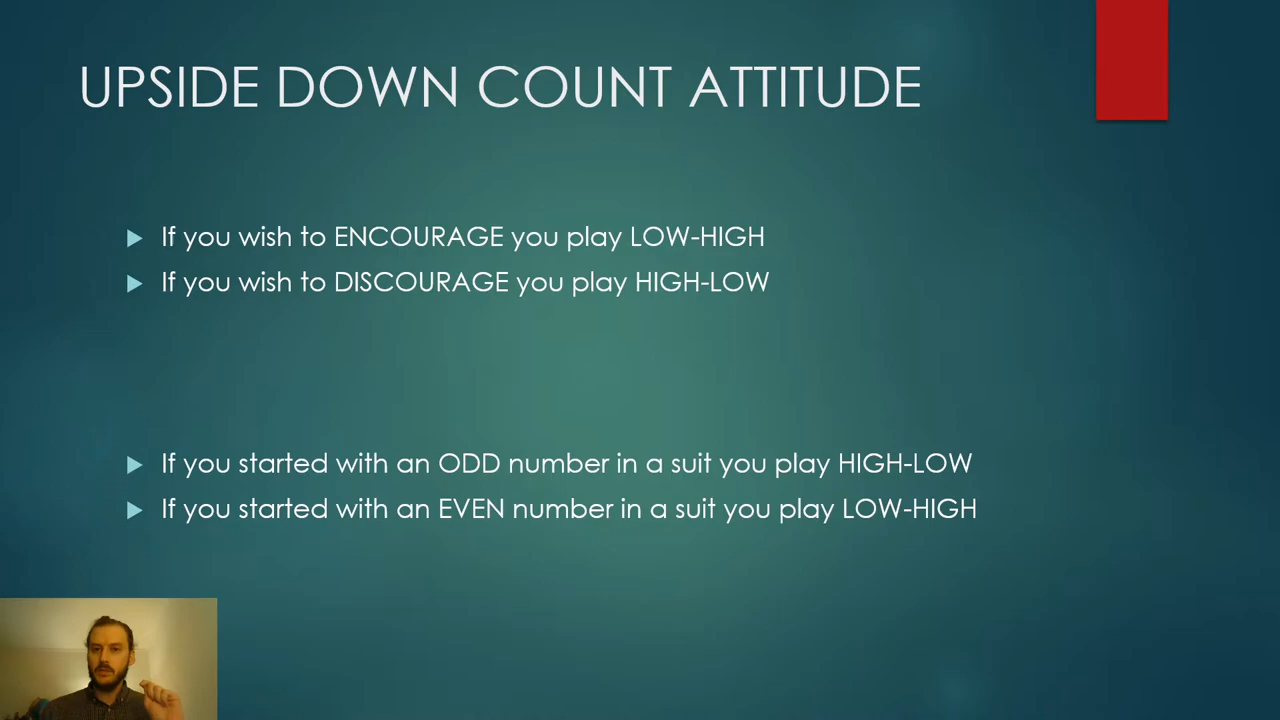 UPSIDE DOWN COUNT ATTITUDE
If you wish to ENCOURAGE you play LOW-HIGH
If you wish to DISCOURAGE you play HIGH-LOW
If you started with an ODD number in a suit you play HIGH-LOW
If you started with an EVEN number in a suit you play LOW-HIGH